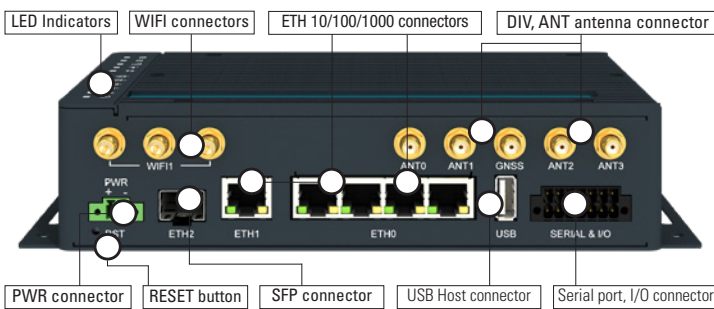 LED Indicators WIFI connectors ETH 10/100/1000 connectors DIV, ANT antenna connector
ANT0 ANT1 GNSS ANT2 ANT3
WIFI1
PWR
+ -
RST ETH2 ETH1 ETH0 USB SERIAL & I/O
PWR connector RESET button SFP connector USB Host connector Serial port, I/O connector